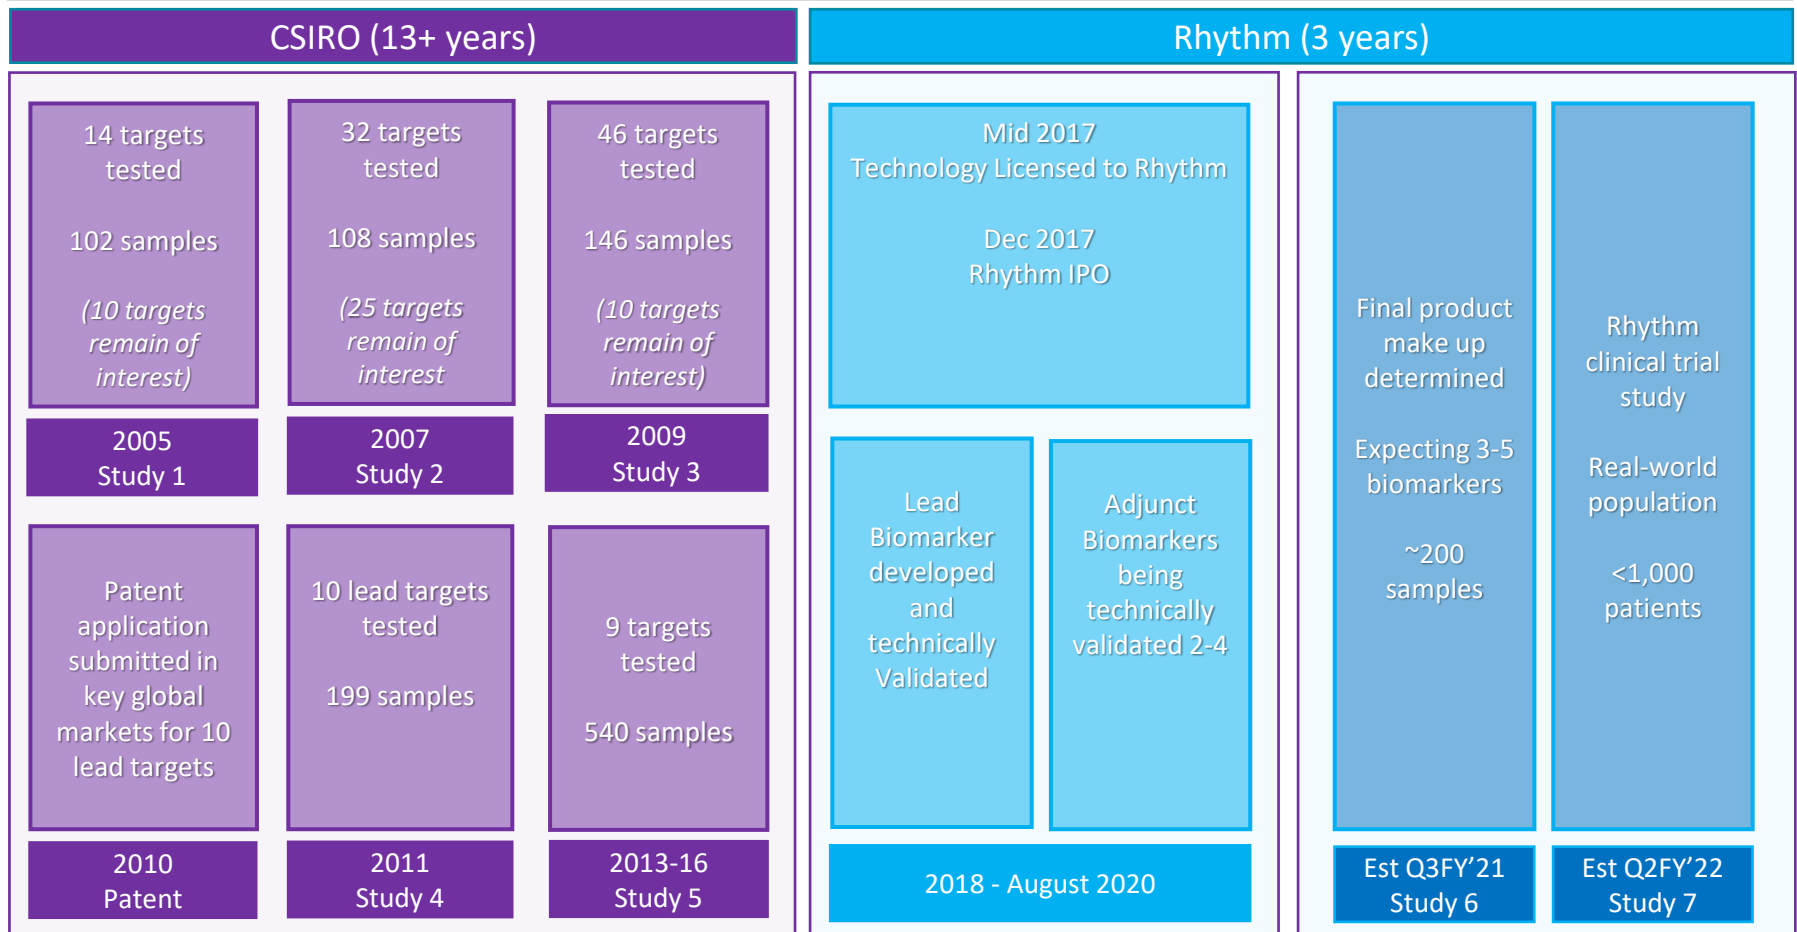 CSIRO (13+ years)
14 targets
tested
102 samples
(10 targets
remain of
interest)
2005
Study 1
32 targets
tested
108 samples
(25 targets
remain of
interest
2007
Study 2
46 targets
tested
146 samples
(10 targets
remain of
interest)
2009
Study 3
Patent
application
submitted in
key global
markets for 10
lead targets
2010
Patent
10 lead targets
tested
199 samples
2011
Study 4
9 targets
tested
540 samples
2013-16
Study 5
Rhythm (3 years)
Mid 2017
Technology Licensed to Rhythm
Dec 2017
Rhythm IPO
Lead
Biomarker
developed
and
technically
Validated
Adjunct
Biomarkers
being
technically
validated 2-4
2018 - August 2020
Final product
make up
determined
Expecting 3-5
biomarkers
~200
samples
Est Q3FY’21
Study 6
Rhythm
clinical trial
study
Real-world
population
<1,000
patients
Est Q2FY’22
Study 7